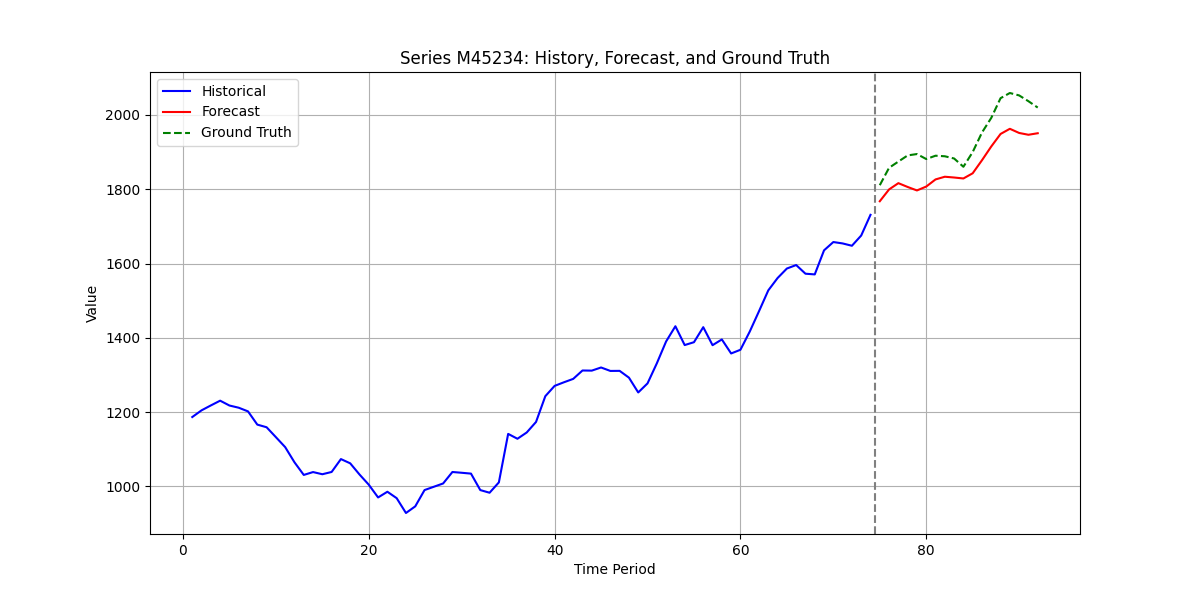 Series M45234: History, Forecast, and Ground Truth
Historical
Forecast
Ground Truth
2000
1800
1600
1400
1200
1000
Value
0 20 40 60 80
Time Period